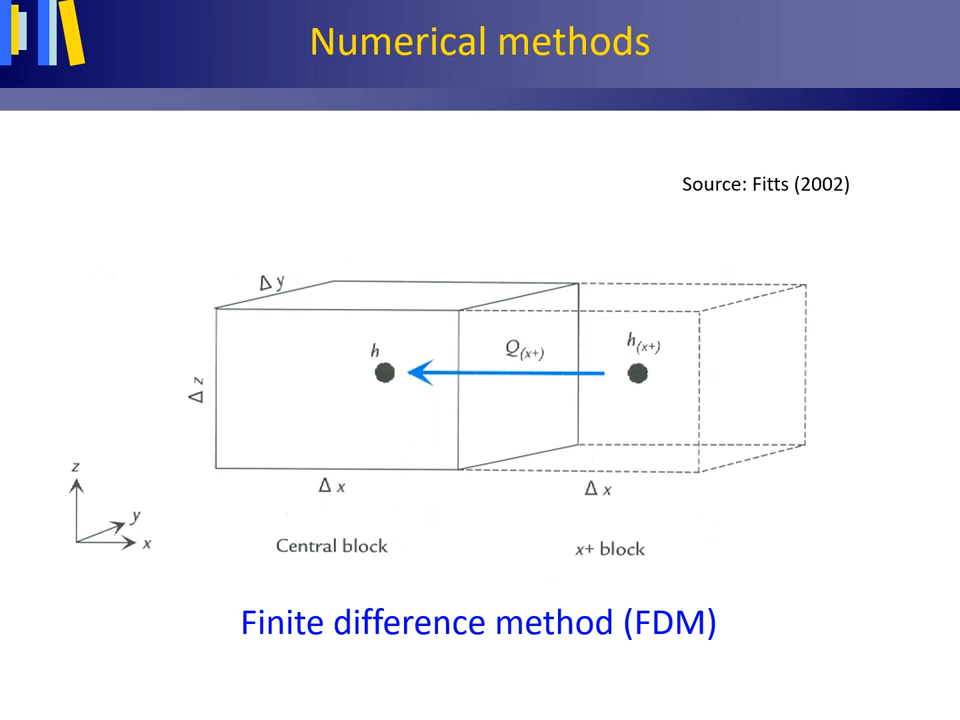 Numerical methods
Source: Fitts (2002)
Δ y
h
Q(x+)
h(x+)
Δ z
Δ x
Δ x
z
y
x
Central block
x+ block
Finite difference method (FDM)